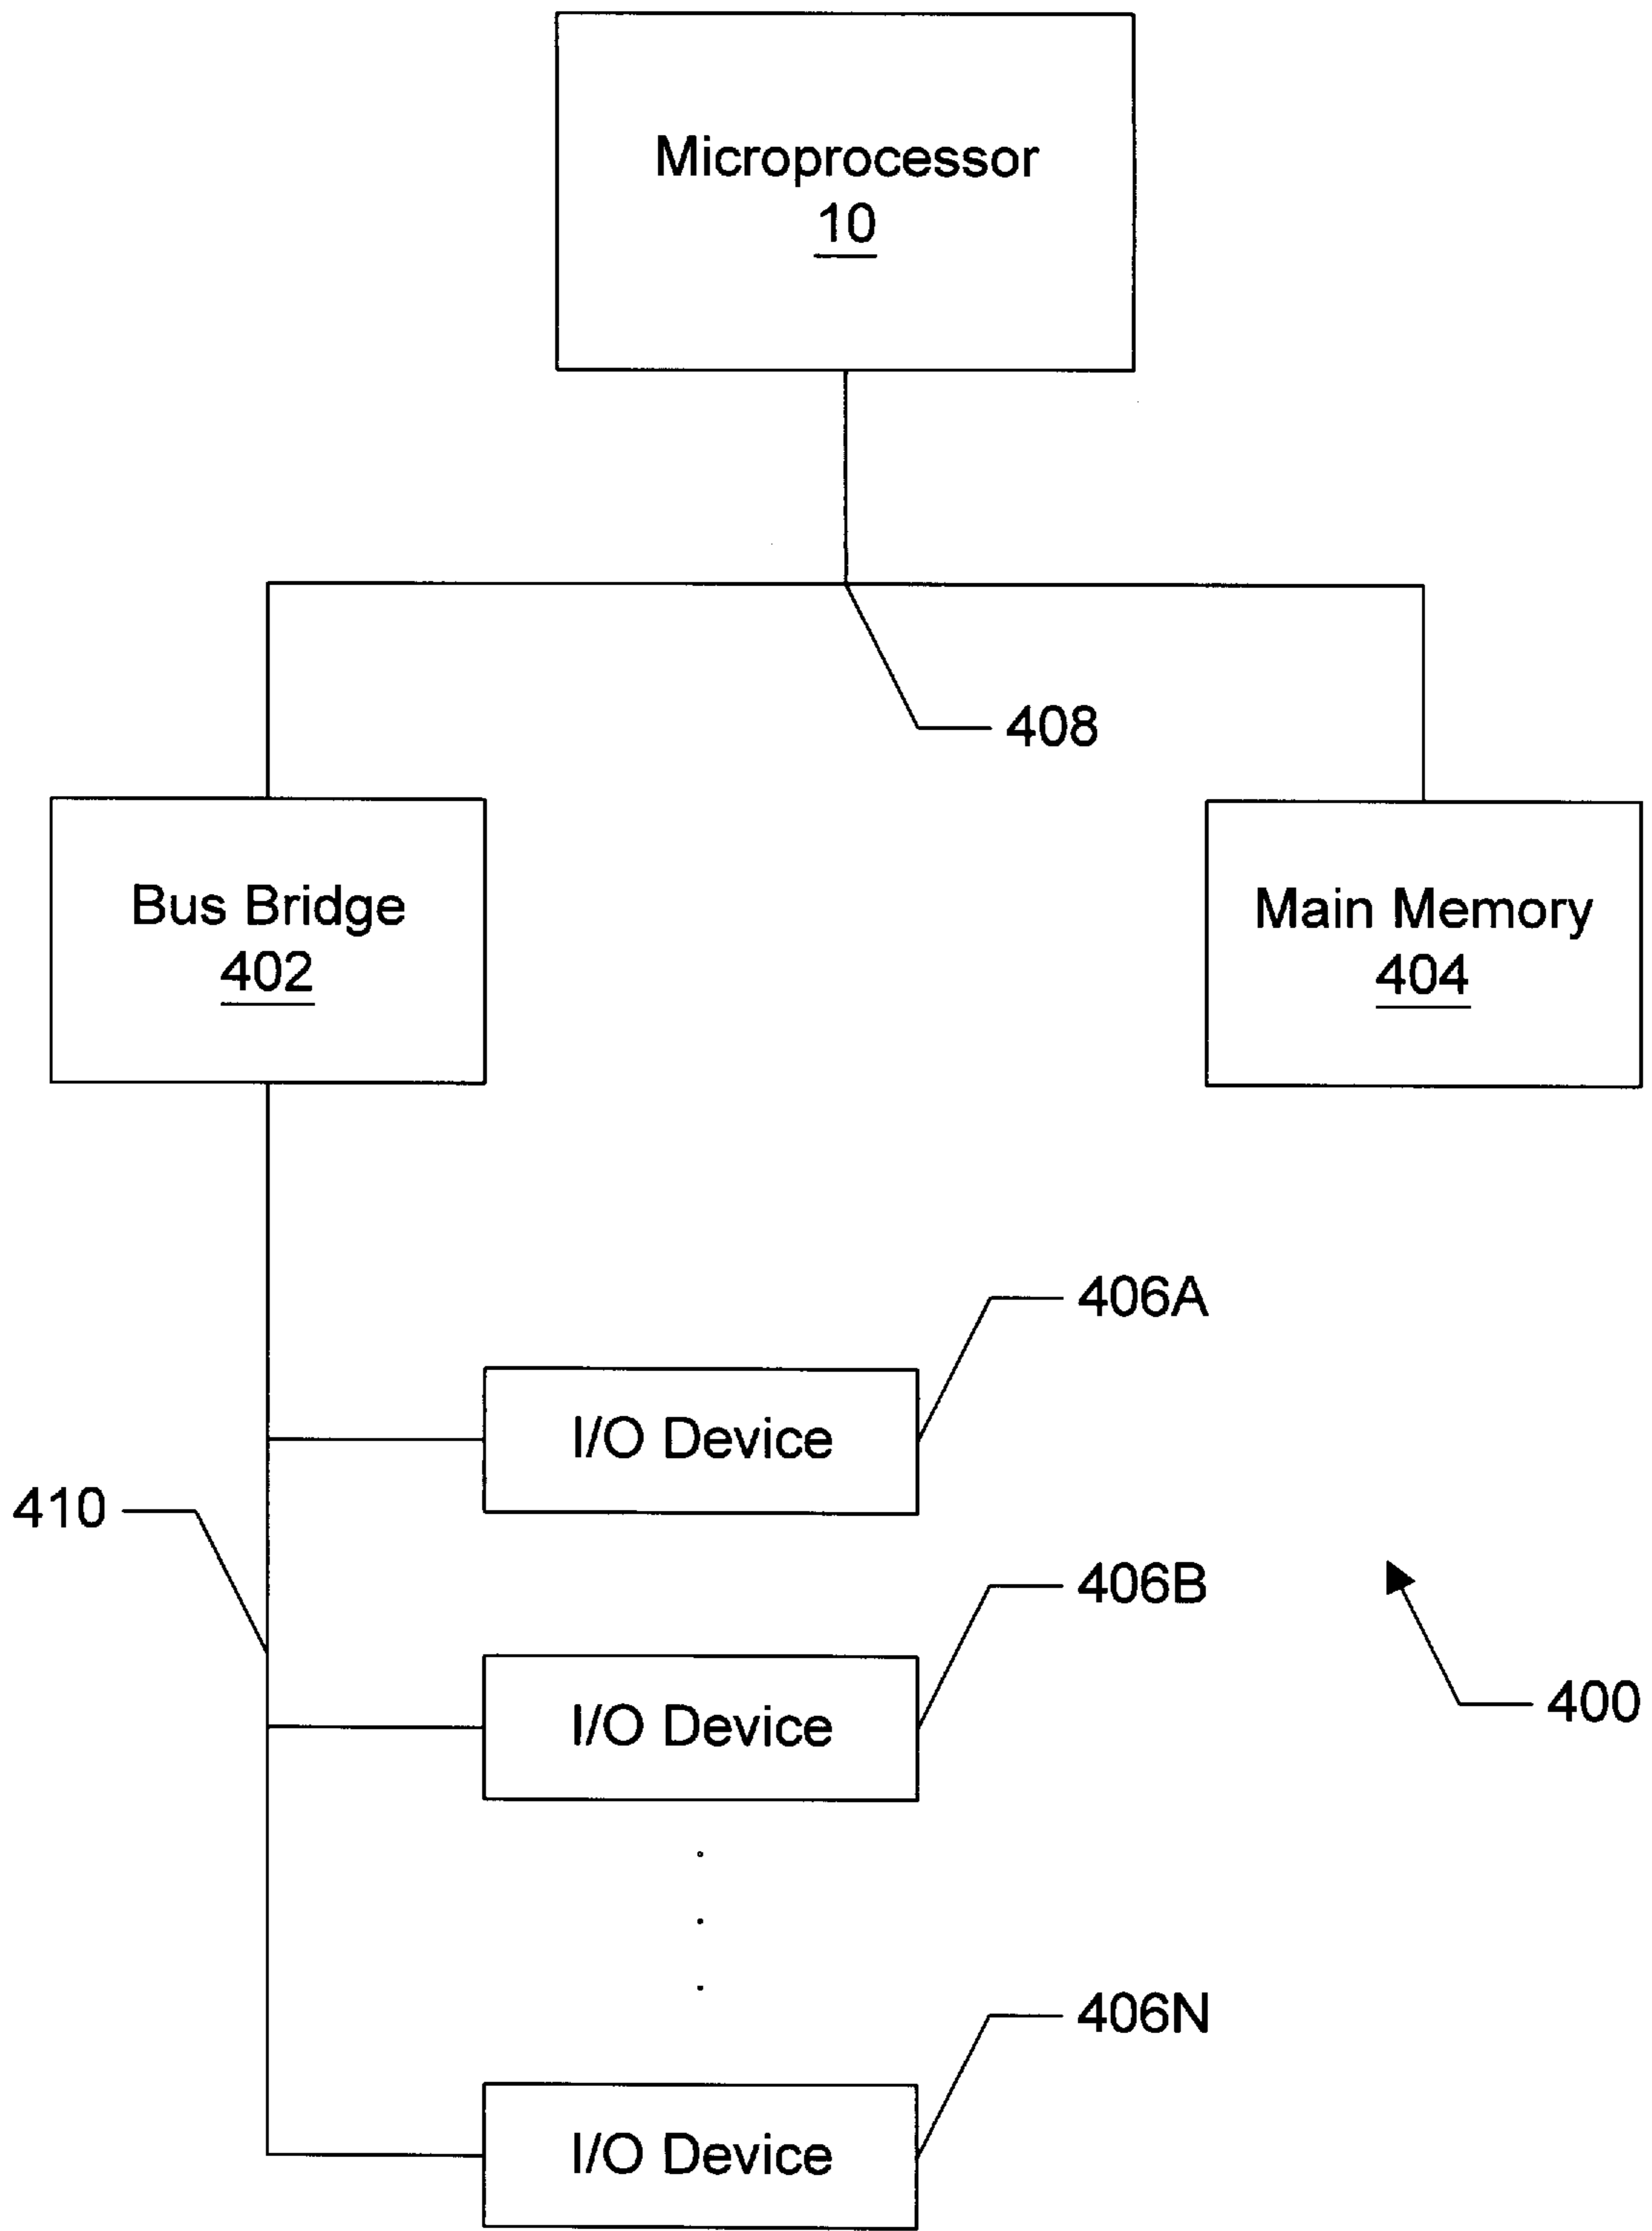 Microprocessor
10
408
Bus Bridge
402
Main Memory
404
406A
I/O Device
410
406B
I/O Device
400
406N
I/O Device